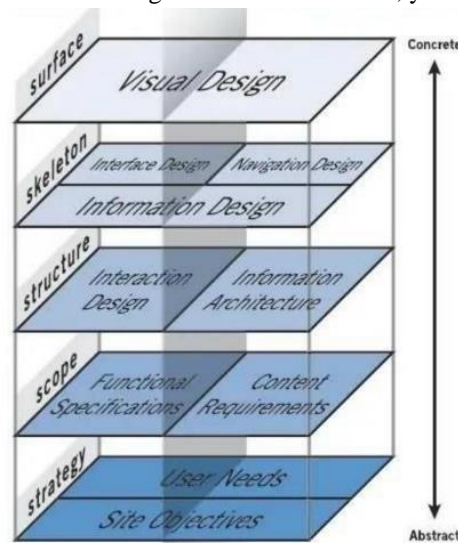 surface
Concrete
Visual Design
skeleton
Interface Design
Navigation Design
Information Design
structure
Interaction
Design
Information
Architecture
scope
Functional
Specifications
Content
Requirements
strategy
User Needs
Site Objectives
Abstract